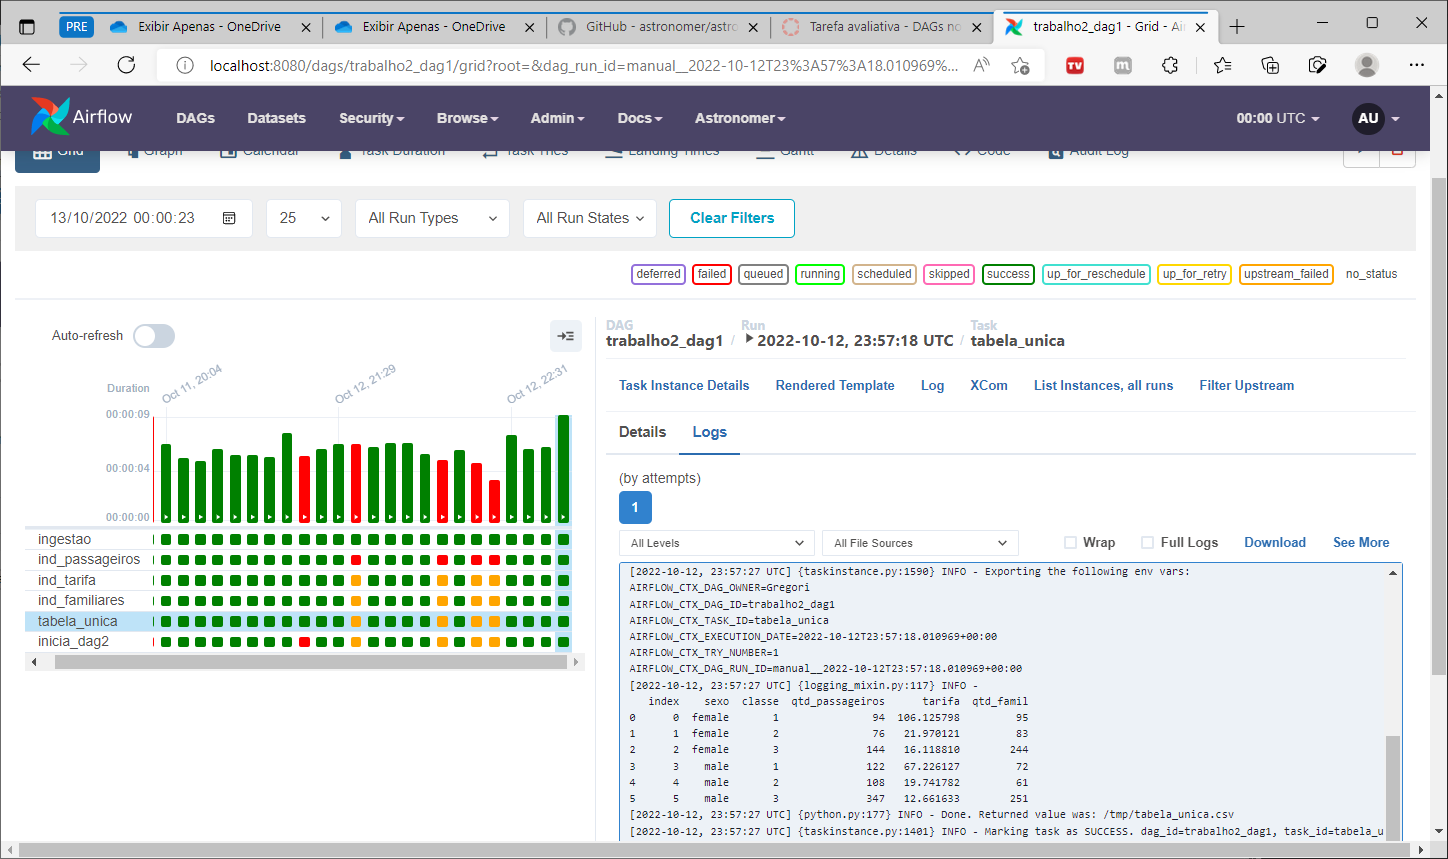 PRE
Exibir Apenas - OneDrive
Exibir Apenas - OneDrive
GitHub - astronomer/astro
Tarefa avaliativa - DAGs no
trabalho2_dag1 - Grid - Ai
localhost:8080/dags/trabalho2_dag1/grid?root=&dag_run_id=manual__2022-10-12T23%3A57%3A18.010969%...
Airflow
DAGs
Datasets
Security
Browse
Admin
Docs
Astronomer
00:00 UTC
AU
Grid
Graph
Calendar
Task Duration
Task Tries
Landing Times
Gantt
Details
Code
Audit Log
13/10/2022 00:00:23
25
All Run Types
All Run States
Clear Filters
deferred
failed
queued
running
scheduled
skipped
success
up_for_reschedule
up_for_retry
upstream_failed
no_status
Auto-refresh
Duration
Oct 11, 20:04
Oct 12, 21:29
Oct 12, 22:31
00:00:09
00:00:04
00:00:00
ingestao
ind_passageiros
ind_tarifa
ind_familiares
tabela_unica
inicia_dag2
DAG
trabalho2_dag1
/
Run
2022-10-12, 23:57:18 UTC
/
Task
tabela_unica
Task Instance Details
Rendered Template
Log
XCom
List Instances, all runs
Filter Upstream
Details
Logs
(by attempts)
1
All Levels
All File Sources
Wrap
Full Logs
Download
See More
[2022-10-12, 23:57:27 UTC] {taskinstance.py:1590} INFO - Exporting the following env vars:
AIRFLOW_CTX_DAG_OWNER=Gregori
AIRFLOW_CTX_DAG_ID=trabalho2_dag1
AIRFLOW_CTX_TASK_ID=tabela_unica
AIRFLOW_CTX_EXECUTION_DATE=2022-10-12T23:57:18.010969+00:00
AIRFLOW_CTX_TRY_NUMBER=1
AIRFLOW_CTX_DAG_RUN_ID=manual__2022-10-12T23:57:18.010969+00:00
[2022-10-12, 23:57:27 UTC] {logging_mixin.py:117} INFO -
index sexo classe qtd_passageiros tarifa qtd_famil
0 0 female 1 94 106.125798 95
1 1 female 2 76 21.970121 83
2 2 female 3 144 16.118810 244
3 3 male 1 122 67.226127 72
4 4 male 2 108 19.741782 61
5 5 male 3 347 12.661633 251
[2022-10-12, 23:57:27 UTC] {python.py:177} INFO - Done. Returned value was: /tmp/tabela_unica.csv
[2022-10-12, 23:57:27 UTC] {taskinstance.py:1401} INFO - Marking task as SUCCESS. dag_id=trabalho2_dag1, task_id=tabela_u